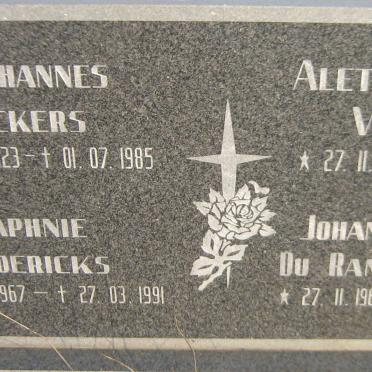 HANNES
CKERS
23 – † 01. 07. 1985
APHNIE
DERICKS
967 – † 27. 03. 1991
ALET
V
★ 27. 11.
JOHAN
DU RAN
★ 27. 11. 196